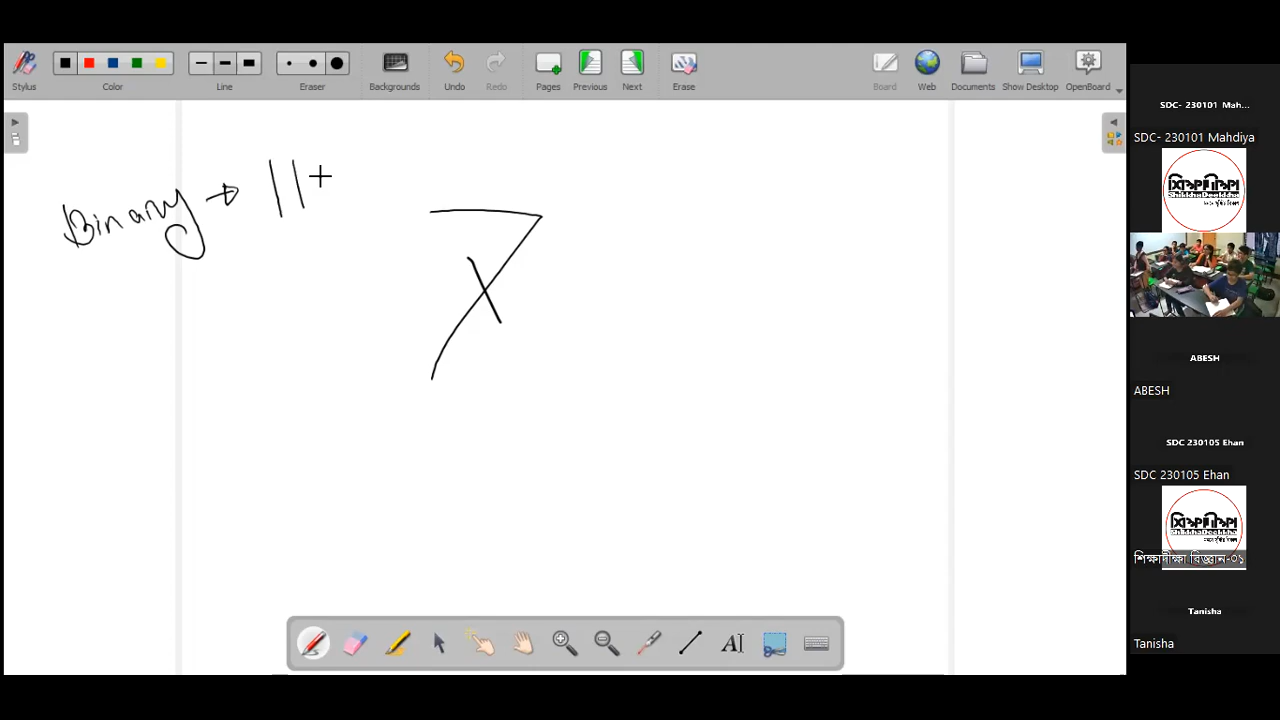 SDC- 230101 Mah...
Stylus
Color
Line
Eraser
Backgrounds
Undo
Redo
Pages
Previous
Next
Erase
Board
Web
Documents
Show Desktop
OpenBoard
SDC- 230101 Mahdiya
Binary → 11+
7
X
ABESH
ABESH
SDC 230105 Ehan
SDC 230105 Ehan
শিক্ষাদীক্ষা
ShikkhaDeekkha
শিক্ষাদীক্ষা বিজ্ঞান-০১
Tanisha
Tanisha